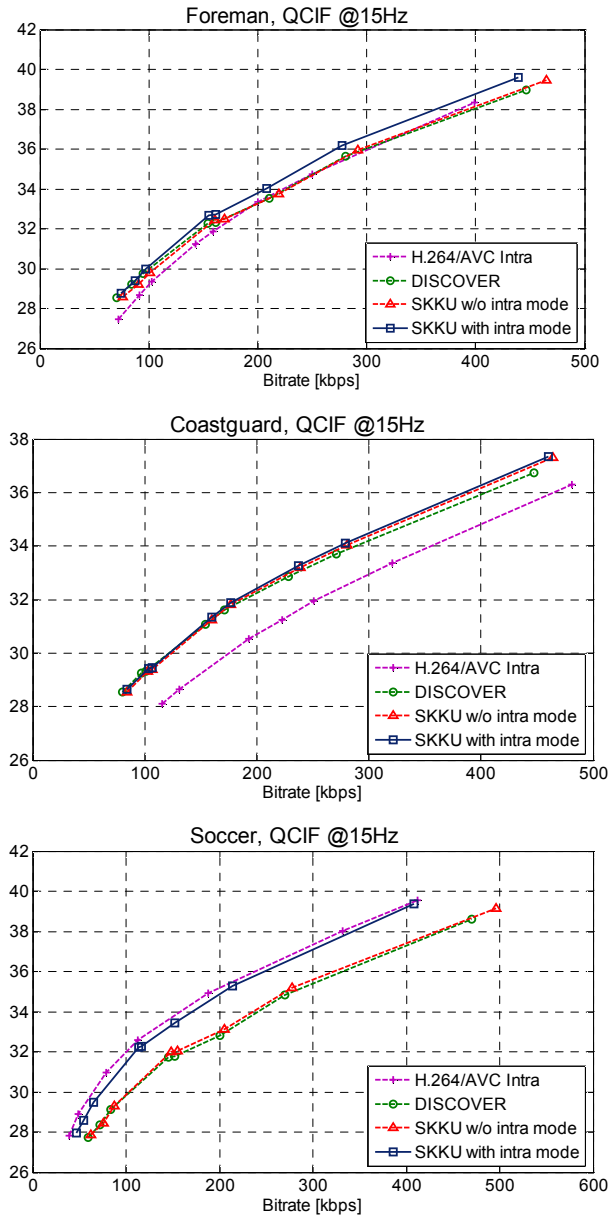 Foreman, QCIF @15Hz
42
40
38
36
34
32
30
28
26
H.264/AVC Intra
DISCOVER
SKKU w/o intra mode
SKKU with intra mode
0 100 200 300 400 500
Bitrate [kbps]
Coastguard, QCIF @15Hz
38
36
34
32
30
28
26
H.264/AVC Intra
DISCOVER
SKKU w/o intra mode
SKKU with intra mode
0 100 200 300 400 500
Bitrate [kbps]
Soccer, QCIF @15Hz
42
40
38
36
34
32
30
28
26
H.264/AVC Intra
DISCOVER
SKKU w/o intra mode
SKKU with intra mode
0 100 200 300 400 500 600
Bitrate [kbps]